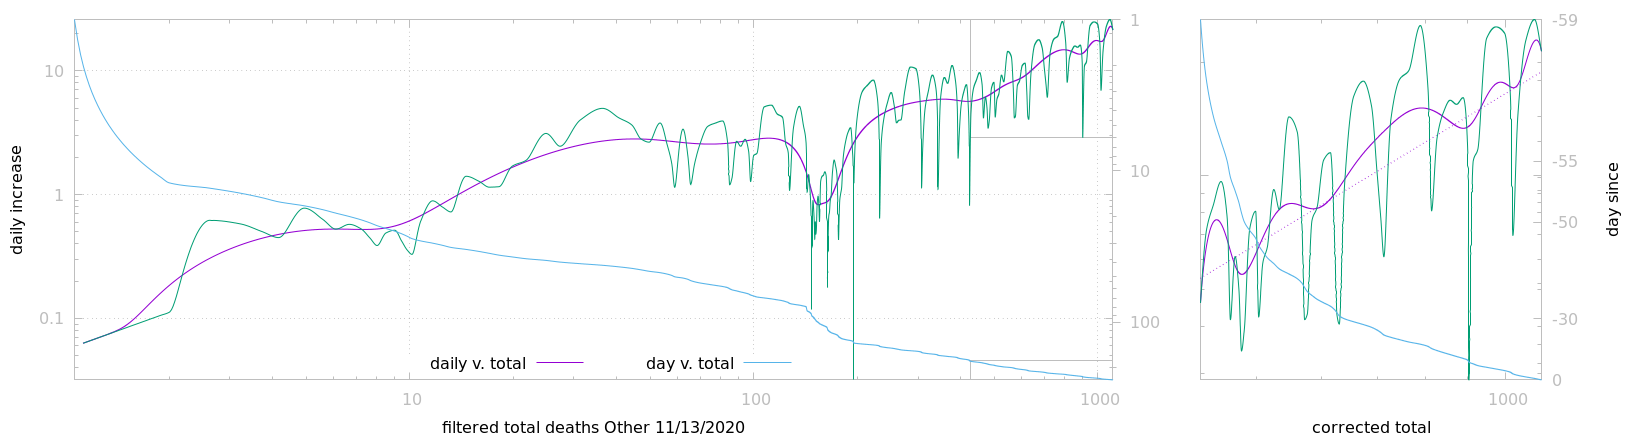 daily increase
10
1
0.1
daily v. total
day v. total
10
100
1000
filtered total deaths Other 11/13/2020
1
10
100
1000
corrected total
-59
-55
-50
-30
0
day since